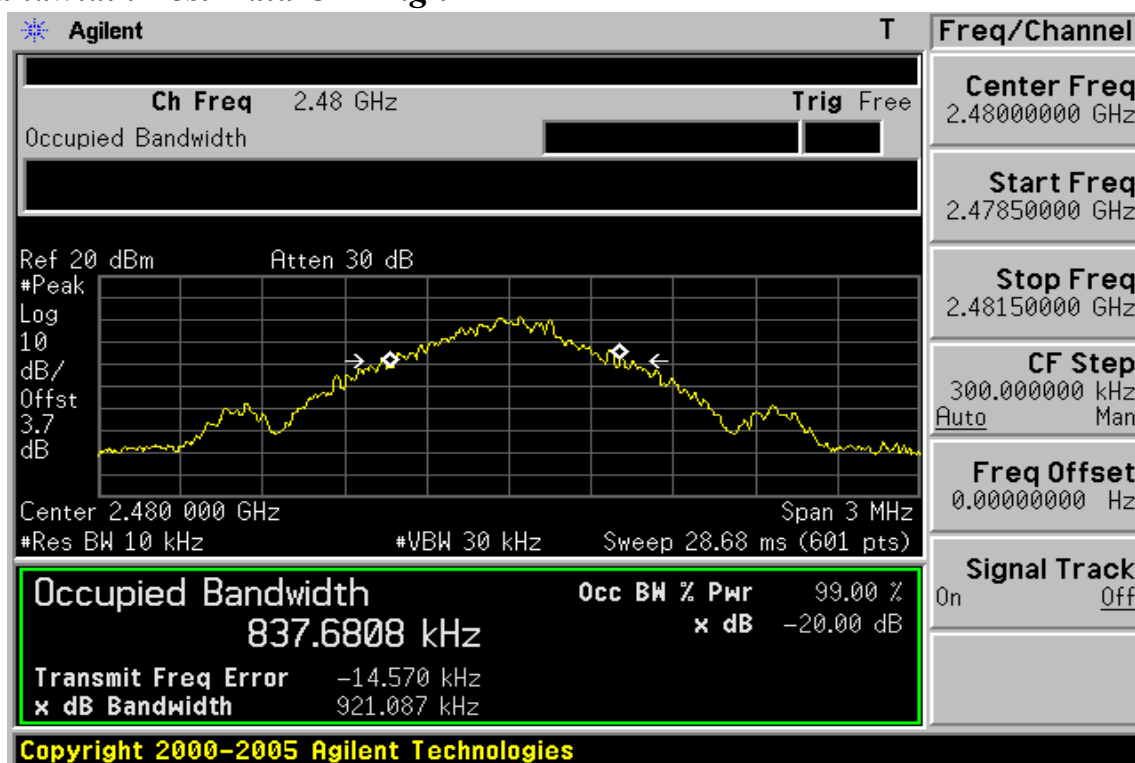 Agilent T
Freq/Channel
Ch Freq 2.48 GHz Trig Free
Occupied Bandwidth
Center Freq
2.48000000 GHz
Start Freq
2.47850000 GHz
Stop Freq
2.48150000 GHz
CF Step
300.000000 kHz
Auto Man
Freq Offset
0.00000000 Hz
Signal Track
On Off
Ref 20 dBm Atten 30 dB
#Peak
Log
10
dB/
Offst
3.7
dB
Center 2.480 000 GHz Span 3 MHz
#Res BW 10 kHz #VBW 30 kHz Sweep 28.68 ms (601 pts)
Occupied Bandwidth
837.6808 kHz
Occ BW % Pwr 99.00 %
x dB -20.00 dB
Transmit Freq Error -14.570 kHz
x dB Bandwidth 921.087 kHz
Copyright 2000-2005 Agilent Technologies